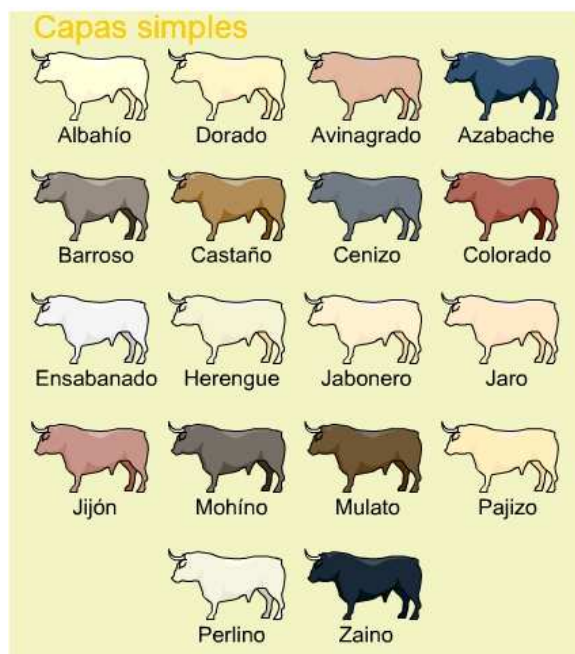 Capas simples
Albahío Dorado Avinagrado Azabache
Barroso Castaño Cenizo Colorado
Ensabanado Herengue Jabonero Jaro
Jijón Mohíno Mulato Pajizo
Perlino Zaino